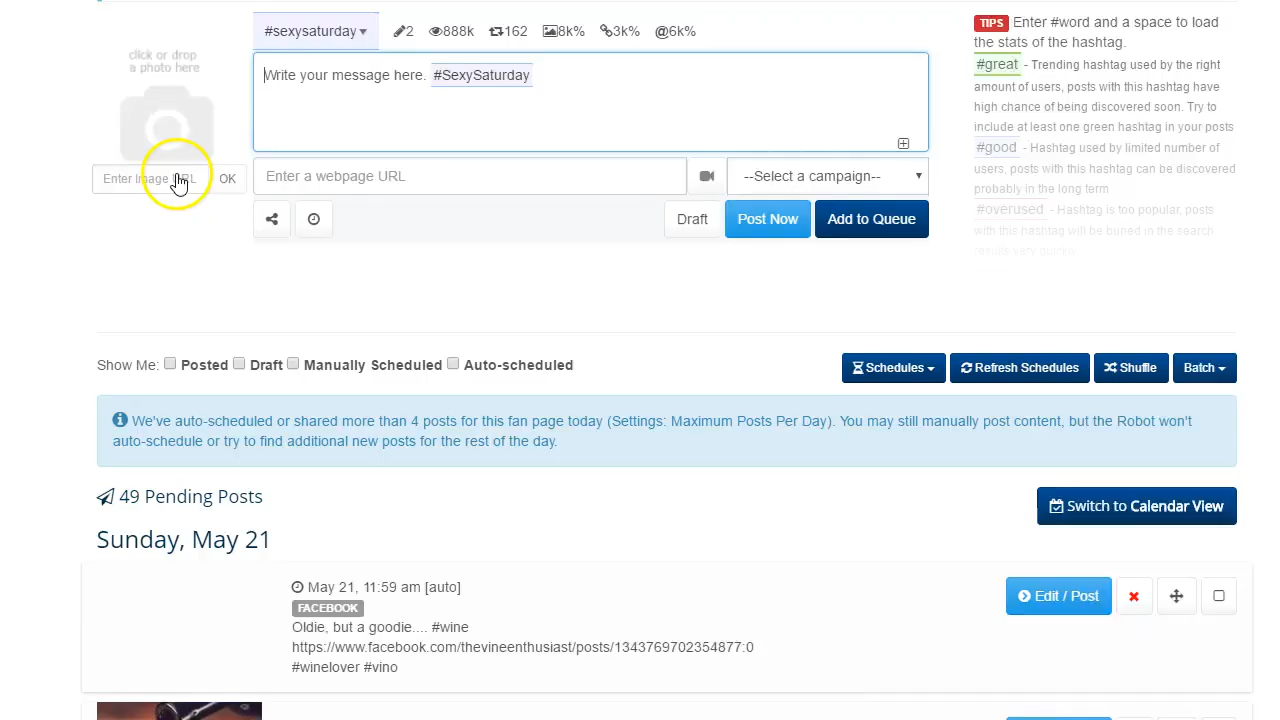 #sexysaturday
2
888k
162
8k%
3k%
@6k%
TIPS Enter #word and a space to load
the stats of the hashtag.
click or drop
a photo here
Write your message here. #SexySaturday
#great - Trending hashtag used by the right
amount of users, posts with this hashtag have
high chance of being discovered soon. Try to
include at least one green hashtag in your posts
#good - Hashtag used by limited number of
users, posts with this hashtag can be discovered
probably in the long term
#overused - Hashtag is too popular, posts
with this hashtag will be buried in the search
results very quickly
Enter Image URL
OK
Enter a webpage URL
--Select a campaign--
Draft
Post Now
Add to Queue
Show Me: Posted Draft Manually Scheduled Auto-scheduled
Schedules
Refresh Schedules
Shuffle
Batch
We've auto-scheduled or shared more than 4 posts for this fan page today (Settings: Maximum Posts Per Day). You may still manually post content, but the Robot won't
auto-schedule or try to find additional new posts for the rest of the day.
49 Pending Posts
Switch to Calendar View
Sunday, May 21
May 21, 11:59 am [auto]
FACEBOOK
Edit / Post
Oldie, but a goodie.... #wine
https://www.facebook.com/thevineenthusiast/posts/1343769702354877:0
#winelover #vino